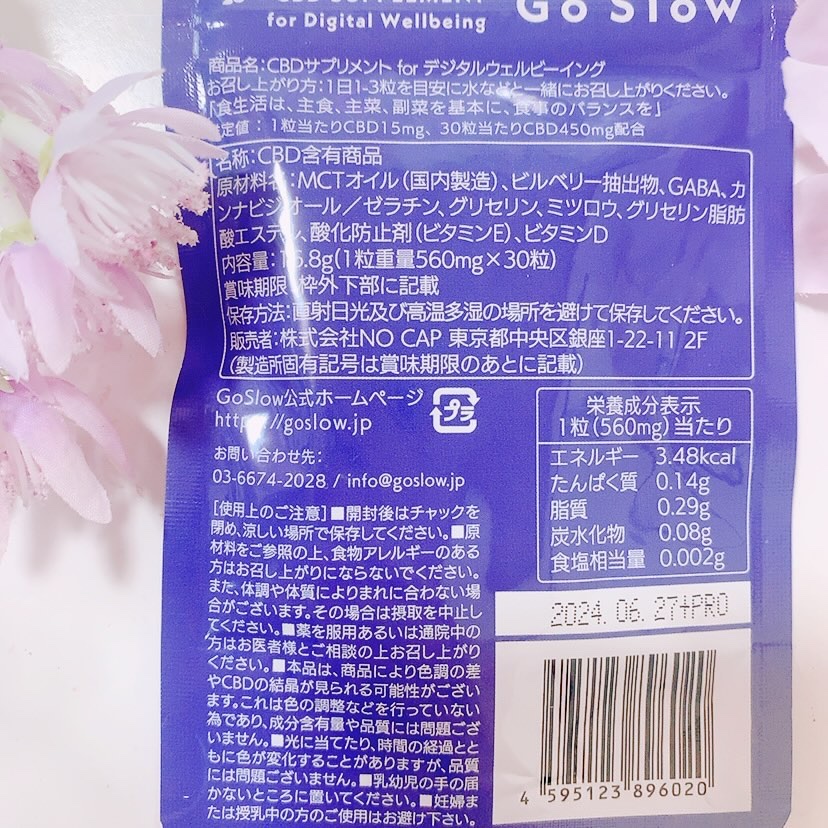 CBD SUPPLEMENT
for Digital Wellbeing
Go Slow
商品名:CBDサプリメント for デジタルウェルビーイング
お召し上がり方:1日1-3粒を目安に水などと一緒にお召し上がりください。
「食生活は、主食、主菜、副菜を基本に、食事のバランスを」
定値:1粒当たりCBD15mg、30粒当たりCBD450mg配合
名称:CBD含有商品
原材料名:MCTオイル(国内製造)、ビルベリー抽出物、GABA、カ
ンナビジオール/ゼラチン、グリセリン、ミツロウ、グリセリン脂肪
酸エステル、酸化防止剤(ビタミンE)、ビタミンD
内容量:16.8g(1粒重量560mg×30粒)
賞味期限:枠外下部に記載
保存方法:直射日光及び高温多湿の場所を避けて保存してください。
販売者:株式会社NO CAP 東京都中央区銀座1-22-11 2F
(製造所固有記号は賞味期限のあとに記載)
GoSlow公式ホームページ
https://goslow.jp
プラ
お問い合わせ先:
03-6674-2028 / info@goslow.jp
栄養成分表示
1粒(560mg)当たり
エネルギー 3.48kcal
たんぱく質 0.14g
脂質 0.29g
炭水化物 0.08g
食塩相当量 0.002g
[使用上のご注意]■開封後はチャックを
閉め、涼しい場所で保存してください。■原
材料をご参照の上、食物アレルギーのある
方はお召し上がりにならないでください。
また、体調や体質によりまれに合わない場
合がございます。その場合は摂取を中止し
てください。■薬を服用あるいは通院中の
方はお医者様とご相談の上お召し上がり
ください。■本品は、商品により色調の差
やCBDの結晶が見られる可能性がござい
ます。これは色の調整などを行っていない
為であり、成分含有量や品質には問題ござ
いません。■光に当てたり、時間の経過とと
もに色が変化することがありますが、品質
には問題ございません。■乳幼児の手の届
かないところに置いてください。■妊婦ま
たは授乳中の方のご使用はお避け下さい。
2024. 06. 27+PRO
4 595123 896020